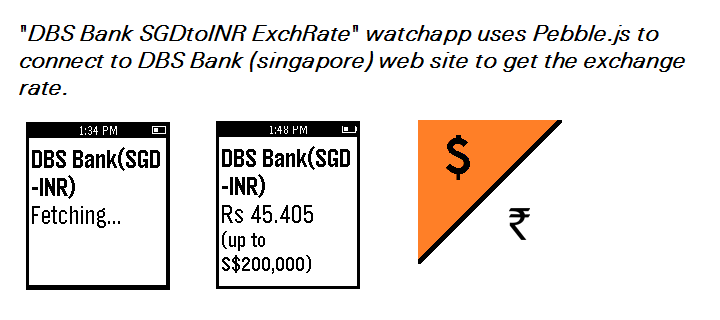 "DBS Bank SGDtoINR ExchRate" watchapp uses Pebble.js to
connect to DBS Bank (singapore) web site to get the exchange
rate.
1:34 PM
DBS Bank(SGD
-INR)
Fetching...
1:48 PM
DBS Bank(SGD
-INR)
Rs 45.405
(up to
S$200,000)
$
₹